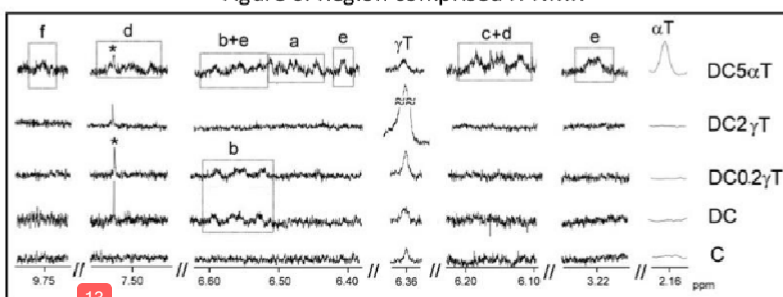 f d b+e a e γT c+d e αT
* DC5αT
DC2γT
* b DC0.2γT
DC
C
9.75 // 7.50 // 6.60 6.50 6.40 // 6.36 // 6.20 6.10 // 3.22 // 2.16 ppm